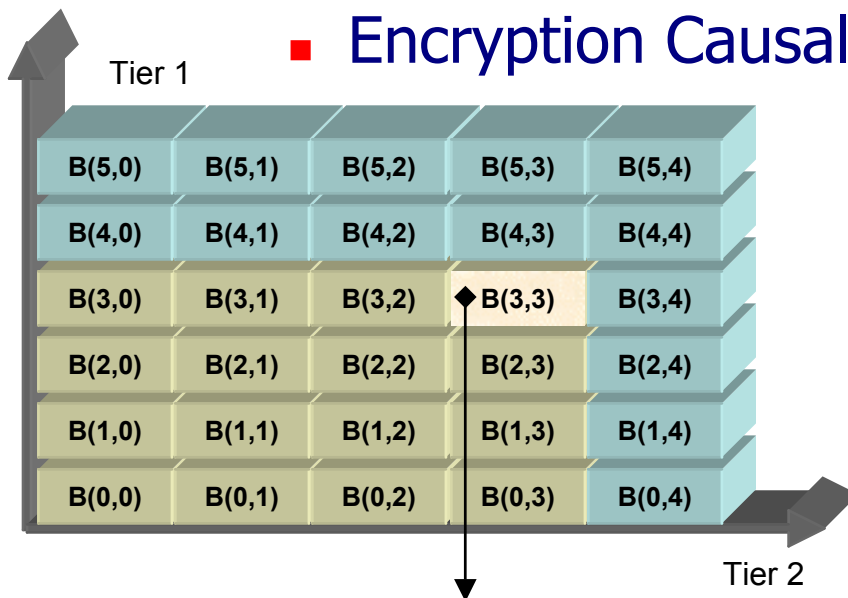 Encryption Causal
Tier 1
B(5,0) B(5,1) B(5,2) B(5,3) B(5,4)
B(4,0) B(4,1) B(4,2) B(4,3) B(4,4)
B(3,0) B(3,1) B(3,2) B(3,3) B(3,4)
B(2,0) B(2,1) B(2,2) B(2,3) B(2,4)
B(1,0) B(1,1) B(1,2) B(1,3) B(1,4)
B(0,0) B(0,1) B(0,2) B(0,3) B(0,4)
Tier 2